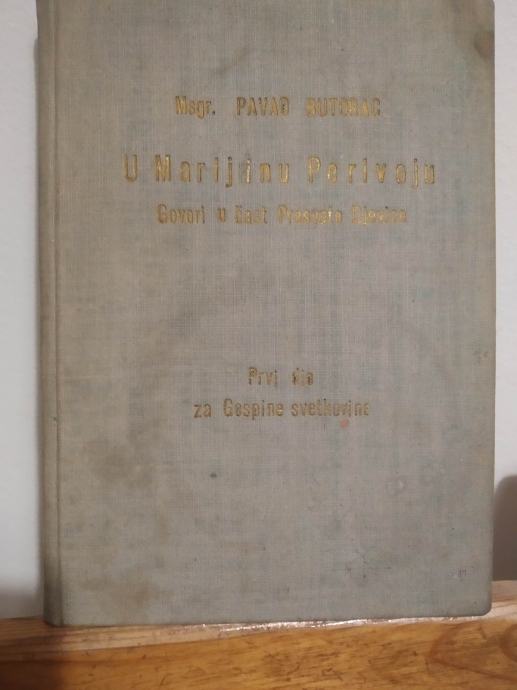 Msgr. PAVAO BUTORAC
U Marijinu Perivoju
Govori u čast Presvete Djevice
Prvi dio
za Gospine svetkovine